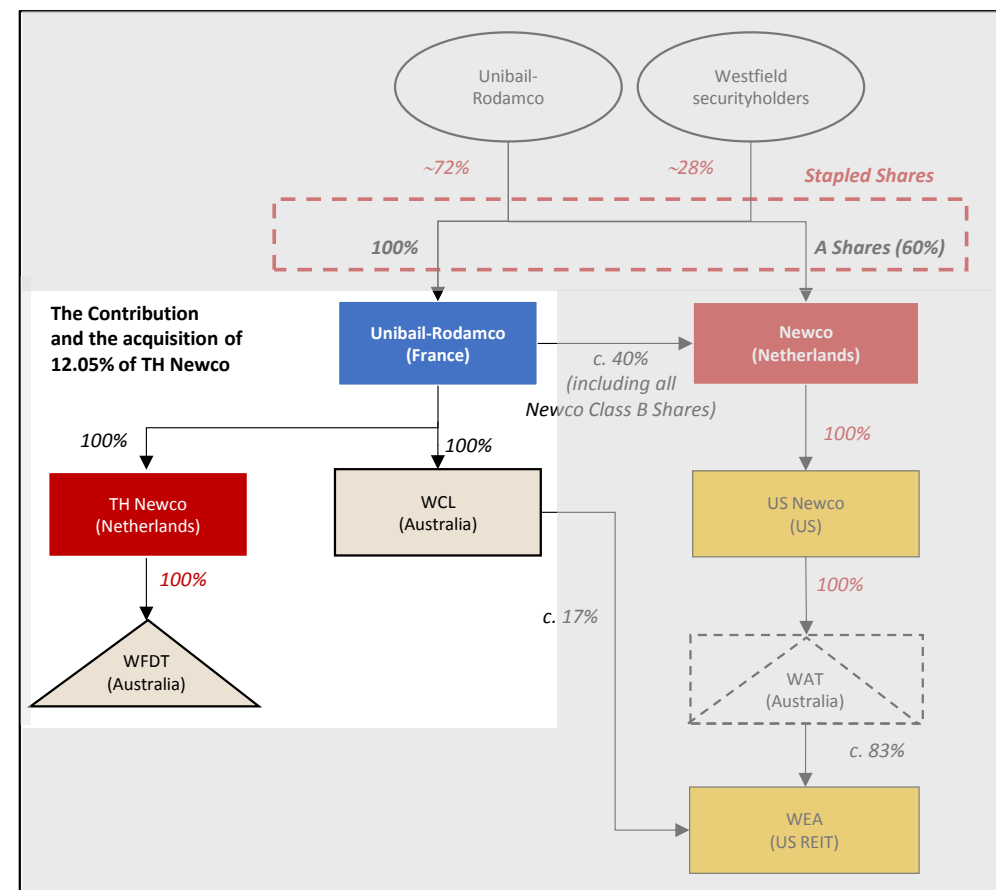 Unibail-
Rodamco
Westfield
securityholders
~72%
~28%
Stapled Shares
100%
A Shares (60%)
The Contribution
and the acquisition of
12.05% of TH Newco
Unibail-Rodamco
(France)
c. 40%
(including all
Newco Class B Shares)
Newco
(Netherlands)
100%
100%
100%
TH Newco
(Netherlands)
WCL
(Australia)
US Newco
(US)
100%
100%
c. 17%
WFDT
(Australia)
WAT
(Australia)
c. 83%
WEA
(US REIT)